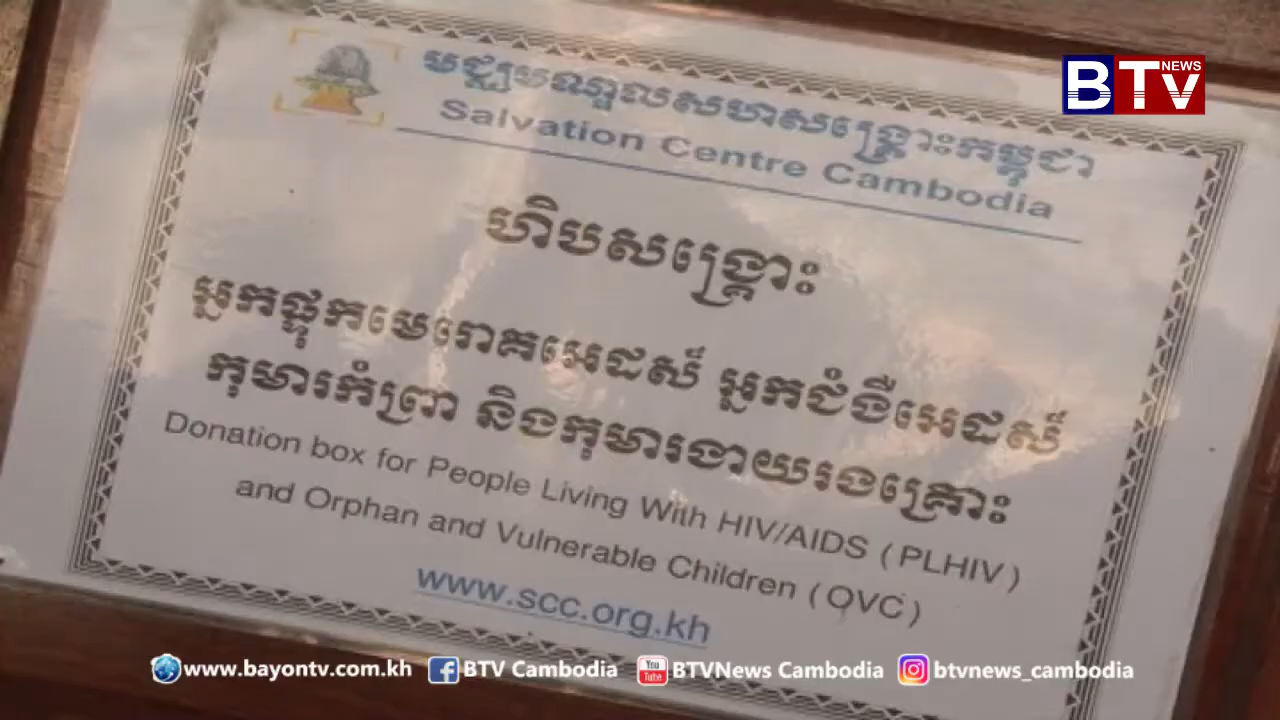 BTV NEWS
មជ្ឈមណ្ឌលសហសង្គ្រោះកម្ពុជា
Salvation Centre Cambodia
ហិបសង្គ្រោះ
អ្នកផ្ទុកមេរោគអេដស៍ អ្នកជំងឺអេដស៍
កុមារកំព្រា និងកុមារងាយរងគ្រោះ
Donation box for People Living With HIV/AIDS (PLHIV)
and Orphan and Vulnerable Children (OVC)
www.scc.org.kh
www.bayontv.com.kh BTV Cambodia You Tube BTVNews Cambodia btvnews_cambodia